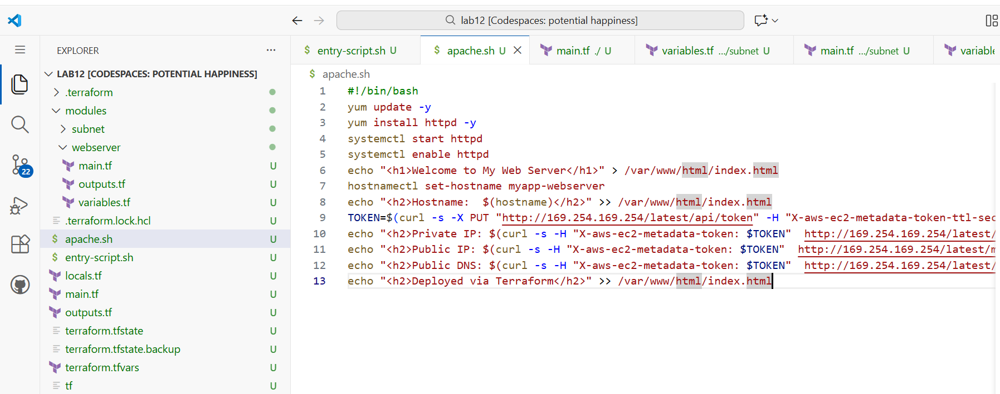 lab12 [Codespaces: potential happiness]
EXPLORER
LAB12 [CODESPACES: POTENTIAL HAPPINESS]
.terraform
modules
subnet
webserver
main.tf U
outputs.tf U
variables.tf U
.terraform.lock.hcl U
$ apache.sh U
$ entry-script.sh U
locals.tf U
main.tf U
outputs.tf U
terraform.tfstate U
terraform.tfstate.backup U
terraform.tfvars U
tf U
22
$ entry-script.sh U
$ apache.sh U
main.tf ./ U
variables.tf .../subnet U
main.tf .../subnet U
variable
$ apache.sh
1 #!/bin/bash
2 yum update -y
3 yum install httpd -y
4 systemctl start httpd
5 systemctl enable httpd
6 echo "<h1>Welcome to My Web Server</h1>" > /var/www/html/index.html
7 hostnamectl set-hostname myapp-webserver
8 echo "<h2>Hostname:  $(hostname)</h2>" >> /var/www/html/index.html
9 TOKEN=$(curl -s -X PUT "http://169.254.169.254/latest/api/token" -H "X-aws-ec2-metadata-token-ttl-sec
10 echo "<h2>Private IP: $(curl -s -H "X-aws-ec2-metadata-token: $TOKEN"  http://169.254.169.254/latest/
11 echo "<h2>Public IP: $(curl -s -H "X-aws-ec2-metadata-token: $TOKEN"  http://169.254.169.254/latest/m
12 echo "<h2>Public DNS: $(curl -s -H "X-aws-ec2-metadata-token: $TOKEN"  http://169.254.169.254/latest/
13 echo "<h2>Deployed via Terraform</h2>" >> /var/www/html/index.html